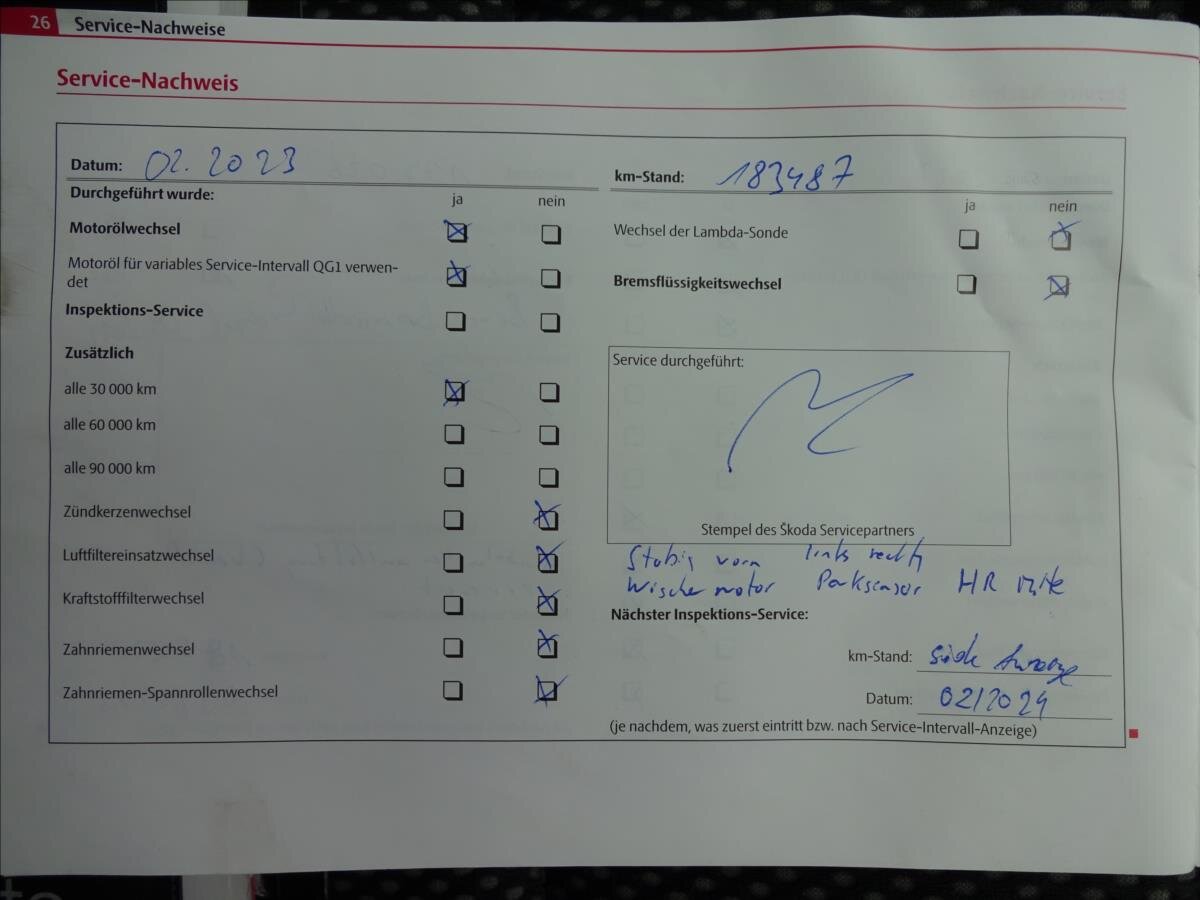 26 Service-Nachweise
Service-Nachweis
Datum: 02.2023
km-Stand: 183487
Durchgeführt wurde:
ja nein
ja nein
Motorölwechsel
Wechsel der Lambda-Sonde
Motoröl für variables Service-Intervall QG1 verwen-
det
Bremsflüssigkeitswechsel
Inspektions-Service
Zusätzlich
alle 30 000 km
alle 60 000 km
alle 90 000 km
Zündkerzenwechsel
Luftfiltereinsatzwechsel
Kraftstofffilterwechsel
Zahnriemenwechsel
Zahnriemen-Spannrollenwechsel
Service durchgeführt:
Stempel des Škoda Servicepartners
Stabis vorn links rechts
Wischermotor Parksensor HR
Nächster Inspektions-Service:
km-Stand:
Datum: 02/2024
(je nachdem, was zuerst eintritt bzw. nach Service-Intervall-Anzeige)